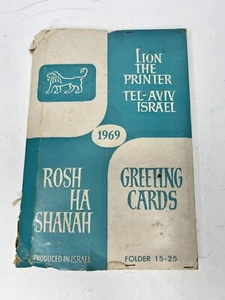 LION
THE
PRINTER
TEL-AVIV
ISRAEL
1969
ROSH
HA
SHANAH
GREETING
CARDS
PRODUCED IN ISRAEL
FOLDER 15-25